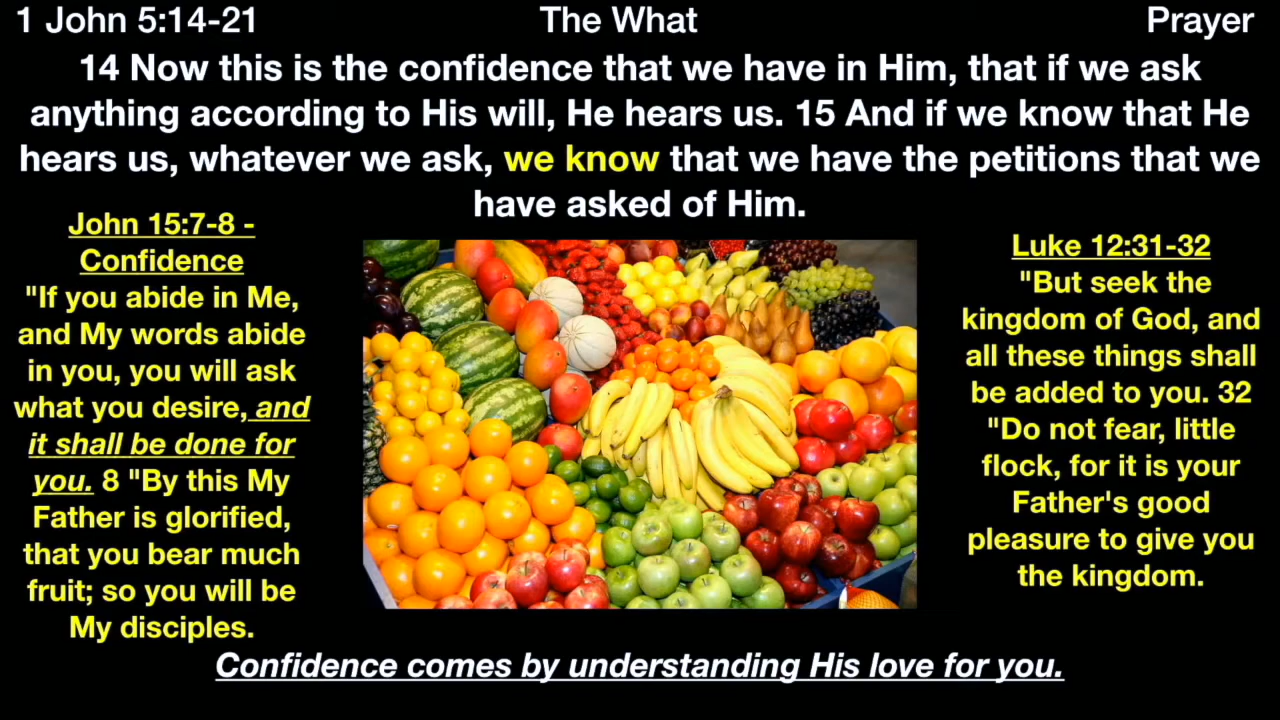 1 John 5:14-21
The What
Prayer
14 Now this is the confidence that we have in Him, that if we ask
anything according to His will, He hears us. 15 And if we know that He
hears us, whatever we ask, we know that we have the petitions that we
have asked of Him.
John 15:7-8 -
Confidence
"If you abide in Me,
and My words abide
in you, you will ask
what you desire, and
it shall be done for
you. 8 "By this My
Father is glorified,
that you bear much
fruit; so you will be
My disciples.
Luke 12:31-32
"But seek the
kingdom of God, and
all these things shall
be added to you. 32
"Do not fear, little
flock, for it is your
Father's good
pleasure to give you
the kingdom.
Confidence comes by understanding His love for you.